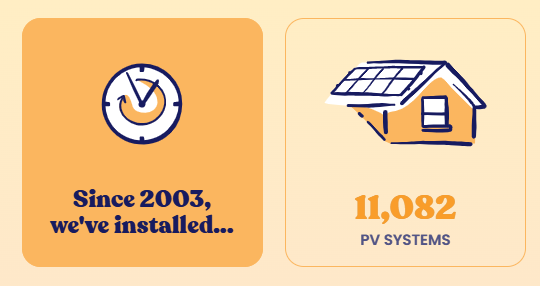 Since 2003,
we've installed...
11,082
PV SYSTEMS